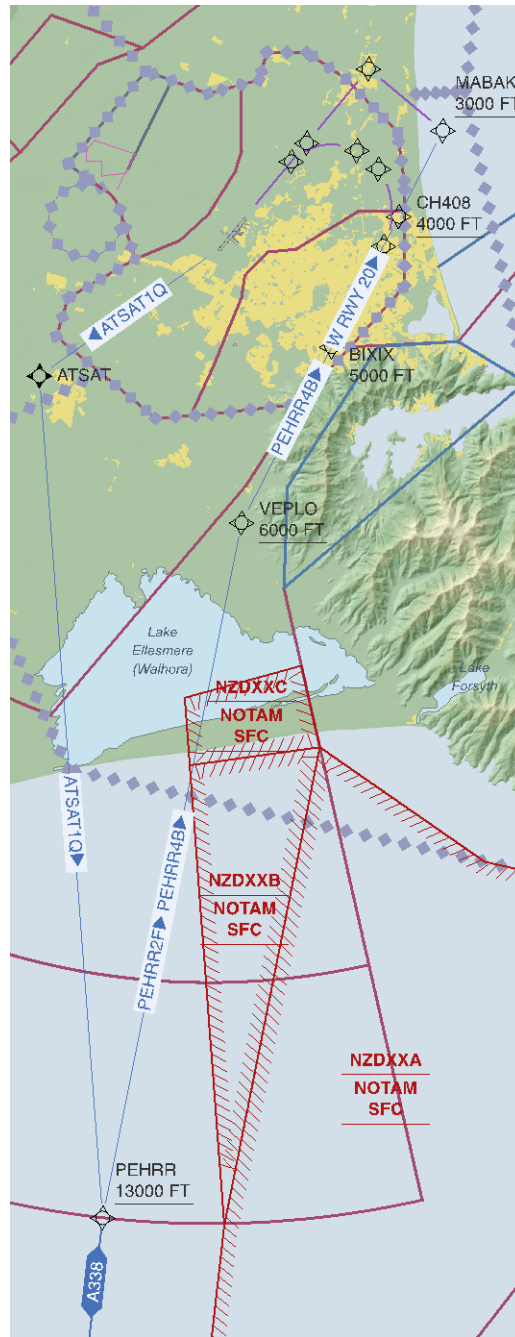 MABAK
3000 FT
CH408
4000 FT
W RWY 20▲
◀ATSAT1Q
BIXIX
5000 FT
PEHRR4B▲
ATSAT
VEPLO
6000 FT
Lake
Ellesmere
(Waihora)
Lake
Forsyth
NZDXXC
NOTAM
SFC
ATSAT1Q▼
PEHRR2F▲ PEHRR4B▲
NZDXXB
NOTAM
SFC
NZDXXA
NOTAM
SFC
PEHRR
13000 FT
A338